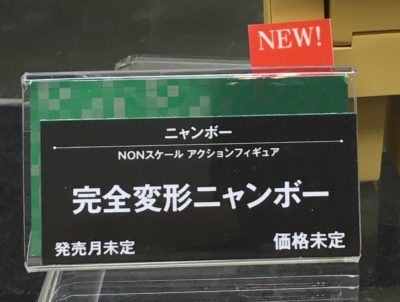 NEW!
ニャンボー
NONスケール アクションフィギュア
完全変形ニャンボー
発売月未定 価格未定